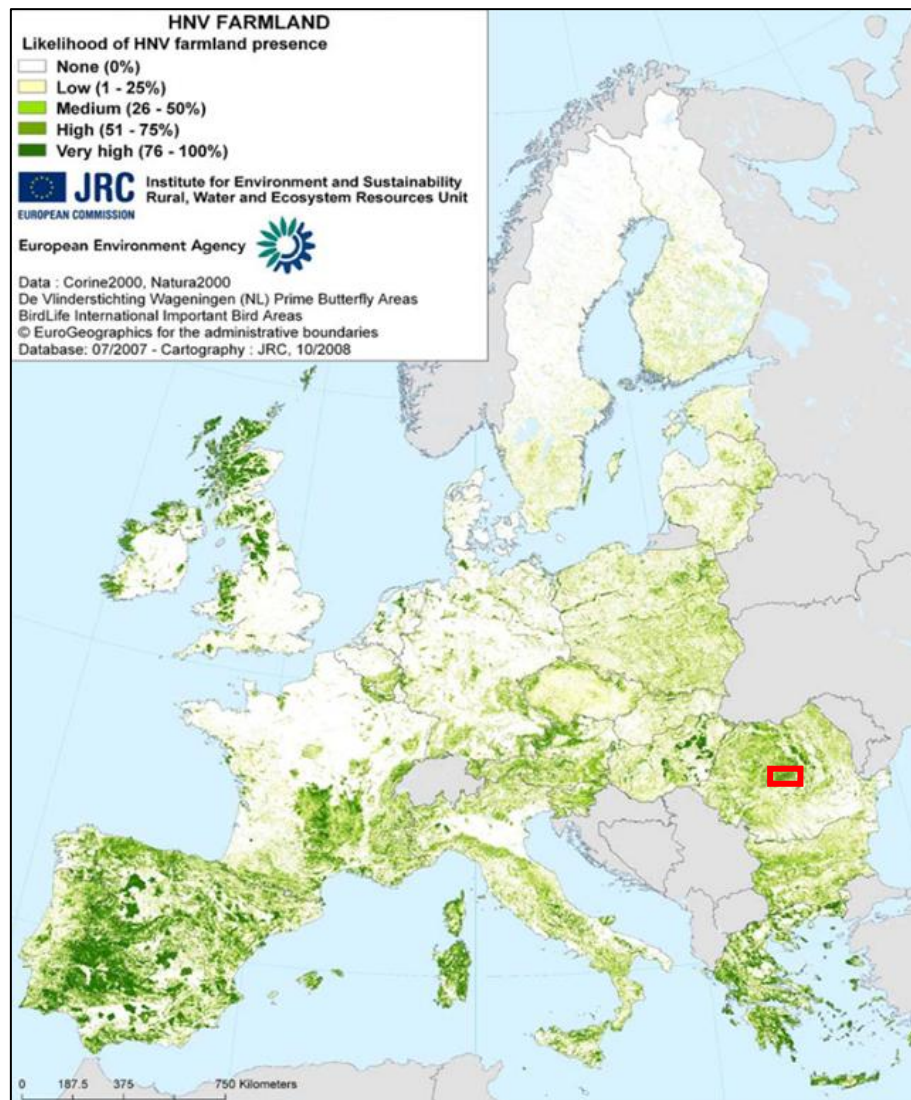 HNV FARMLAND
Likelihood of HNV farmland presence
None (0%)
Low (1 - 25%)
Medium (26 - 50%)
High (51 - 75%)
Very high (76 - 100%)
JRC
EUROPEAN COMMISSION
Institute for Environment and Sustainability
Rural, Water and Ecosystem Resources Unit
European Environment Agency
Data : Corine2000, Natura2000
De Vlinderstichting Wageningen (NL) Prime Butterfly Areas
BirdLife International Important Bird Areas
© EuroGeographics for the administrative boundaries
Database: 07/2007 - Cartography : JRC, 10/2008
0 187.5 375 750 Kilometers